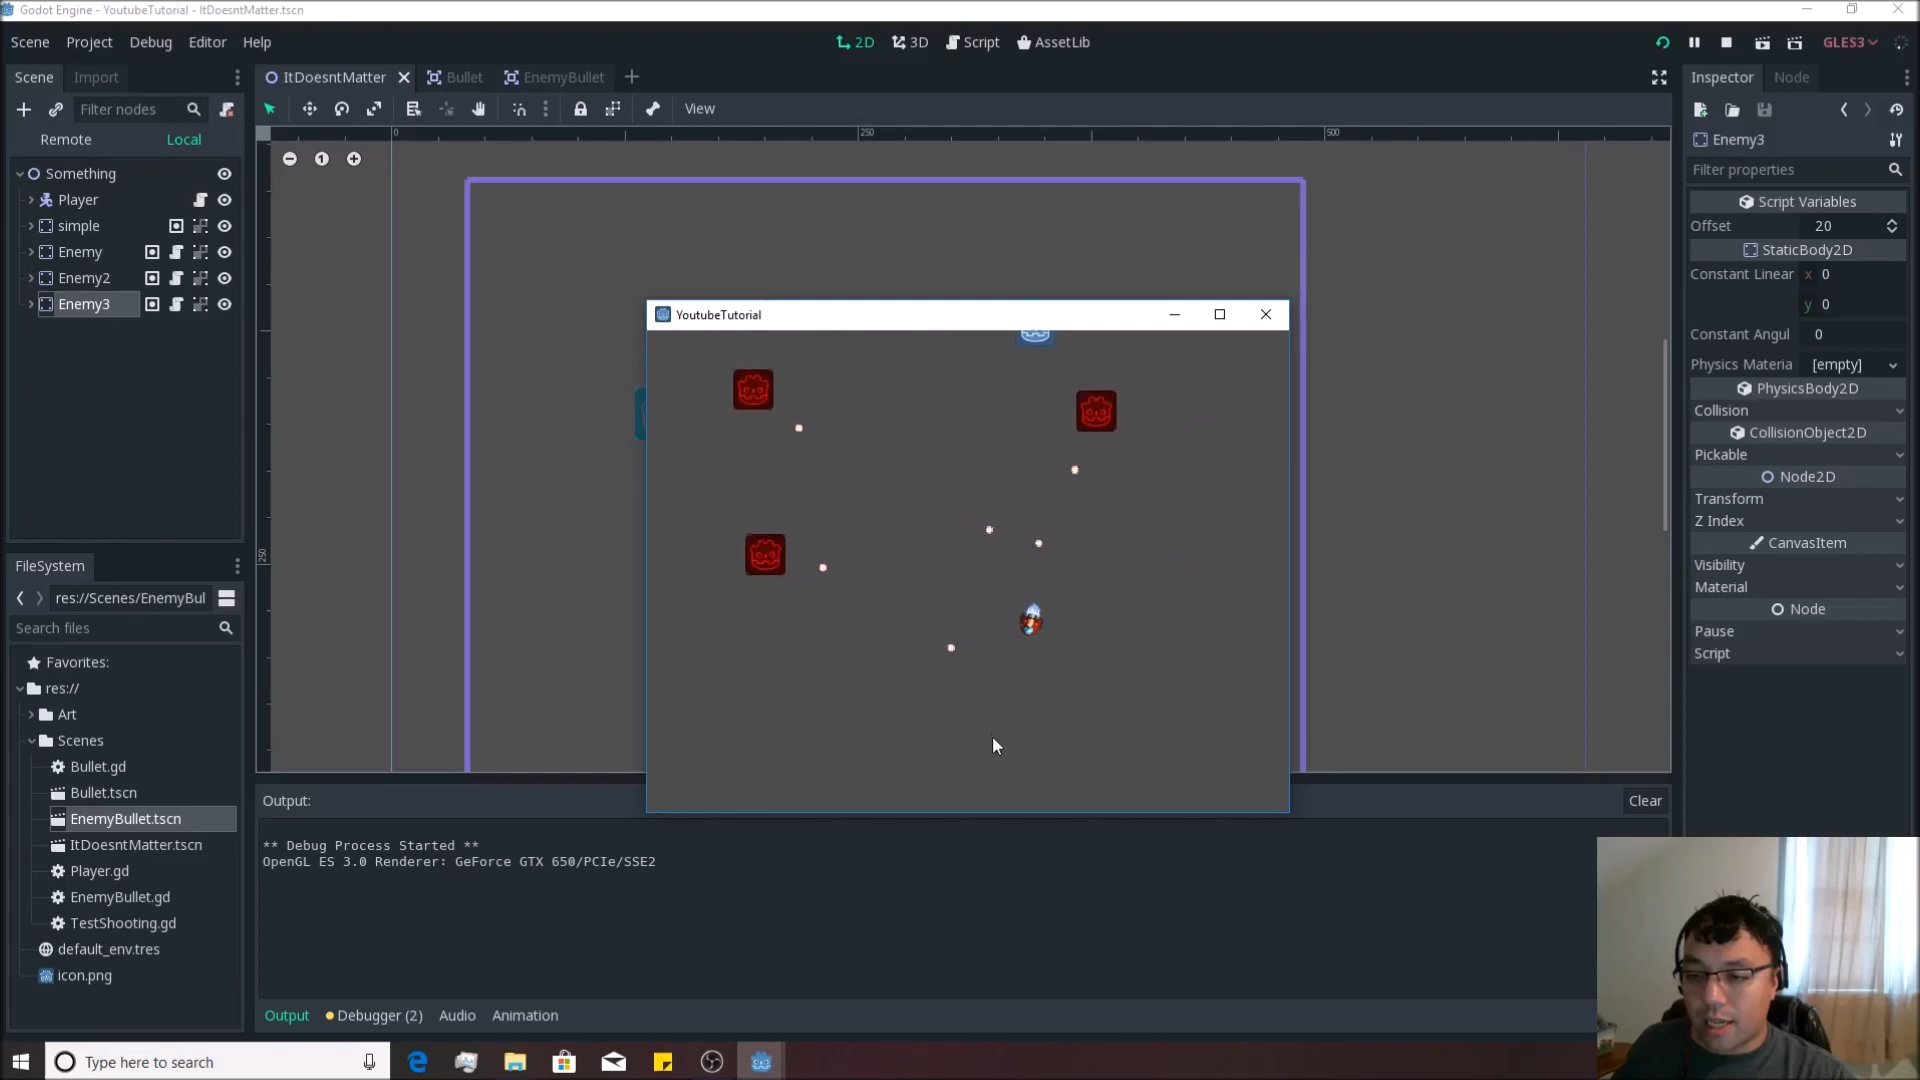 Godot Engine - YoutubeTutorial - ItDoesntMatter.tscn
Scene Project Debug Editor Help
2D 3D Script AssetLib
GLES3
Scene Import
ItDoesntMatter Bullet EnemyBullet
Inspector Node
Filter nodes
View
Remote Local
Enemy3
Filter properties
0 250 500
250
1
Something
Player
simple
Enemy
Enemy2
Enemy3
Script Variables
Offset 20
StaticBody2D
Constant Linear x 0
y 0
Constant Angul 0
Physics Materia [empty]
PhysicsBody2D
Collision
CollisionObject2D
Pickable
Node2D
Transform
Z Index
CanvasItem
Visibility
Material
Node
Pause
Script
YoutubeTutorial
FileSystem
res://Scenes/EnemyBul
Search files
Favorites:
res://
Art
Scenes
Bullet.gd
Bullet.tscn
EnemyBullet.tscn
ItDoesntMatter.tscn
Player.gd
EnemyBullet.gd
TestShooting.gd
default_env.tres
icon.png
Output:
Clear
** Debug Process Started **
OpenGL ES 3.0 Renderer: GeForce GTX 650/PCIe/SSE2
Output Debugger (2) Audio Animation
Type here to search